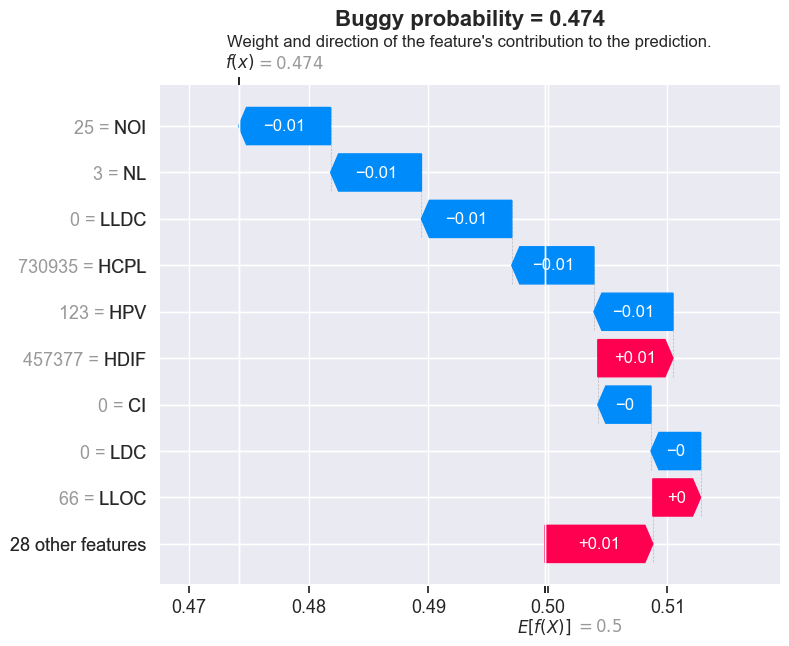 Buggy probability = 0.474
Weight and direction of the feature's contribution to the prediction.
f(x) = 0.474
25 = NOI −0.01
3 = NL −0.01
0 = LLDC −0.01
730935 = HCPL −0.01
123 = HPV −0.01
457377 = HDIF +0.01
0 = CI −0
0 = LDC −0
66 = LLOC +0
28 other features +0.01
0.47 0.48 0.49 0.50 0.51
E[f(X)] = 0.5